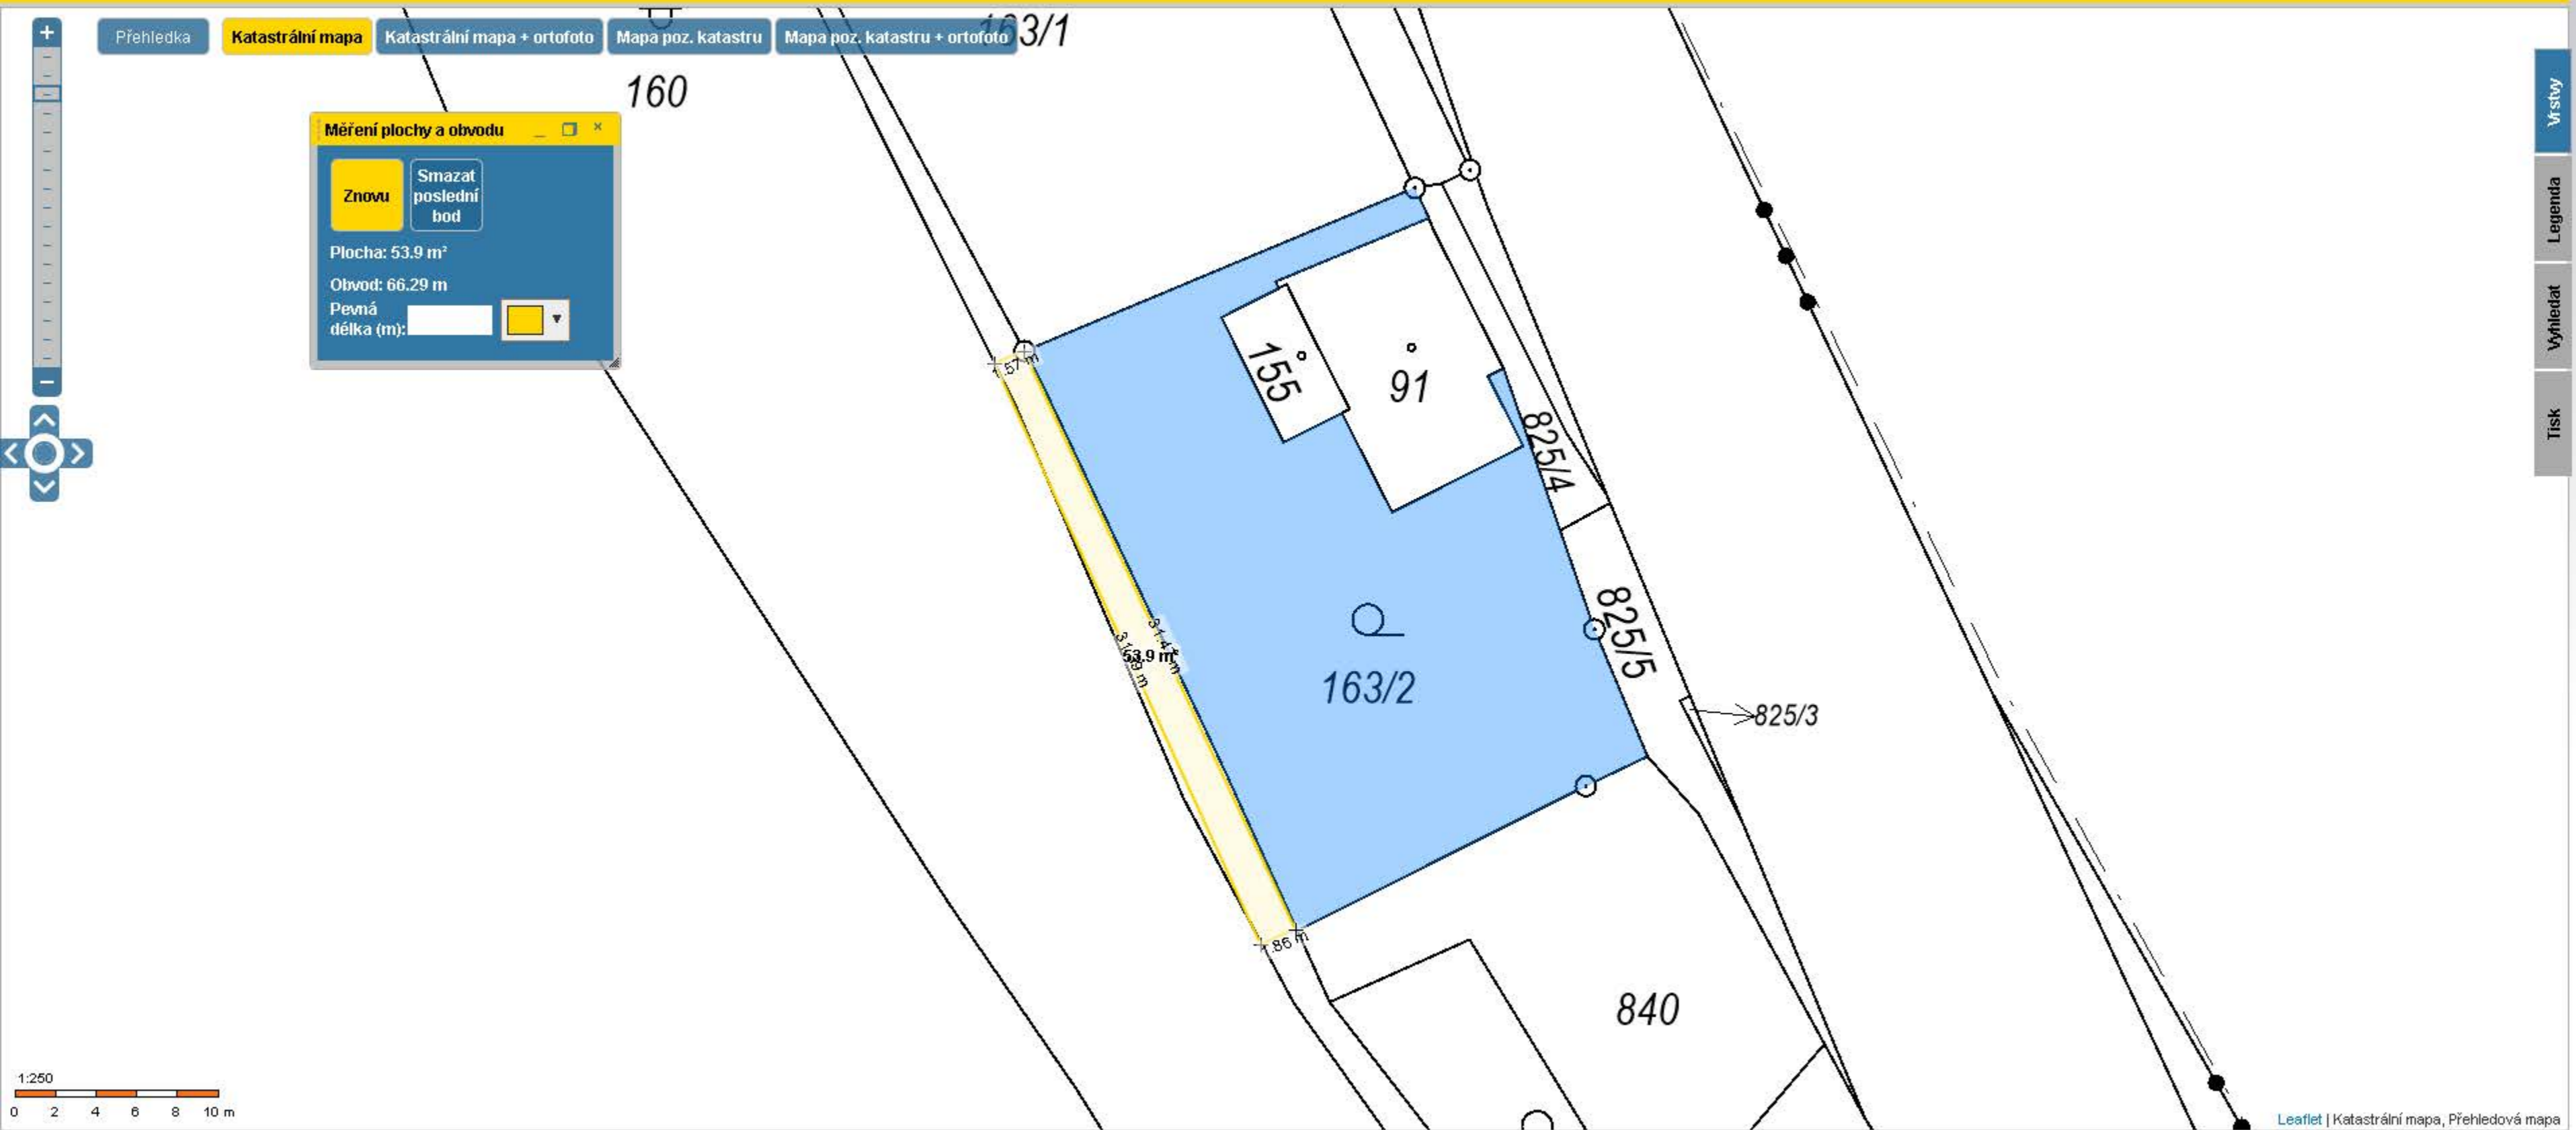 +
Přehledka
Katastrální mapa
Katastrální mapa + ortofoto
Mapa poz. katastru
Mapa poz. katastru + ortofoto
63/1
160
Měření plochy a obvodu
Znovu
Smazat
poslední
bod
Plocha: 53.9 m²
Obvod: 66.29 m
Pevná
délka (m):
Vrstvy
Legenda
Vyhledat
Tisk
155
91
825/4
825/5
163/2
825/3
53.9 m²
840
1:250
0 2 4 6 8 10 m
Leaflet | Katastrální mapa, Přehledová mapa